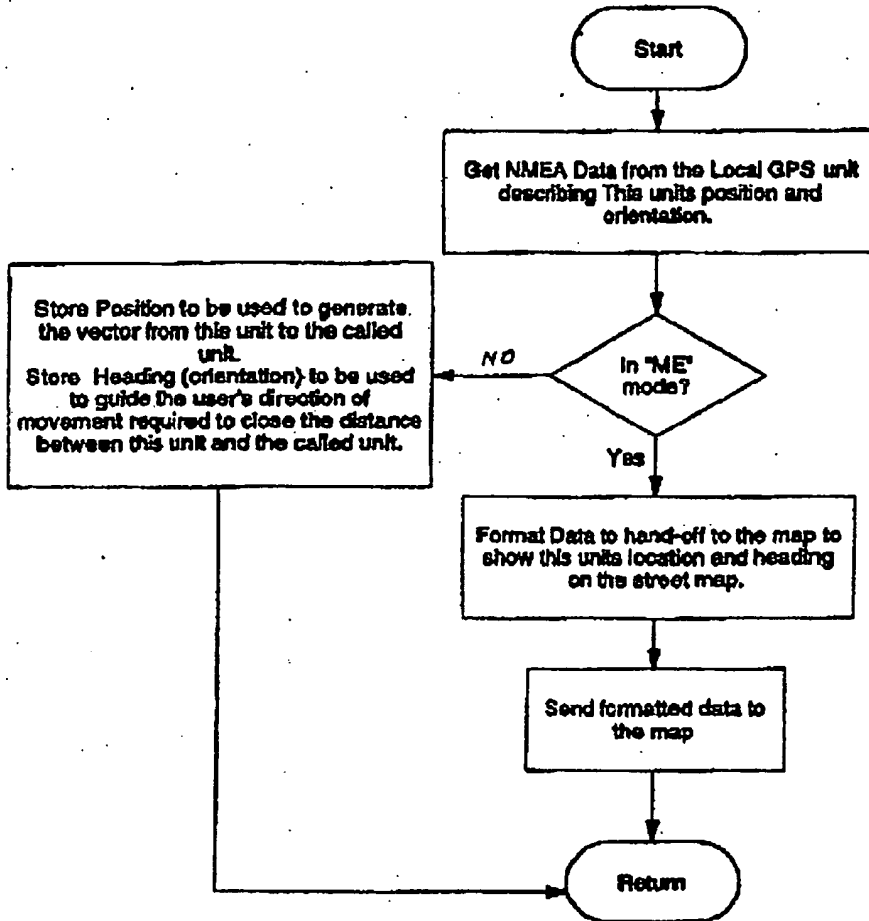 Start
Get NMEA Data from the Local GPS unit
describing This units position and
orientation.
In "ME"
mode?
NO
Store Position to be used to generate
the vector from this unit to the called
unit.
Store Heading (orientation) to be used
to guide the user's direction of
movement required to close the distance
between this unit and the called unit.
Yes
Format Data to hand-off to the map to
show this units location and heading
on the street map.
Send formatted data to
the map
Return